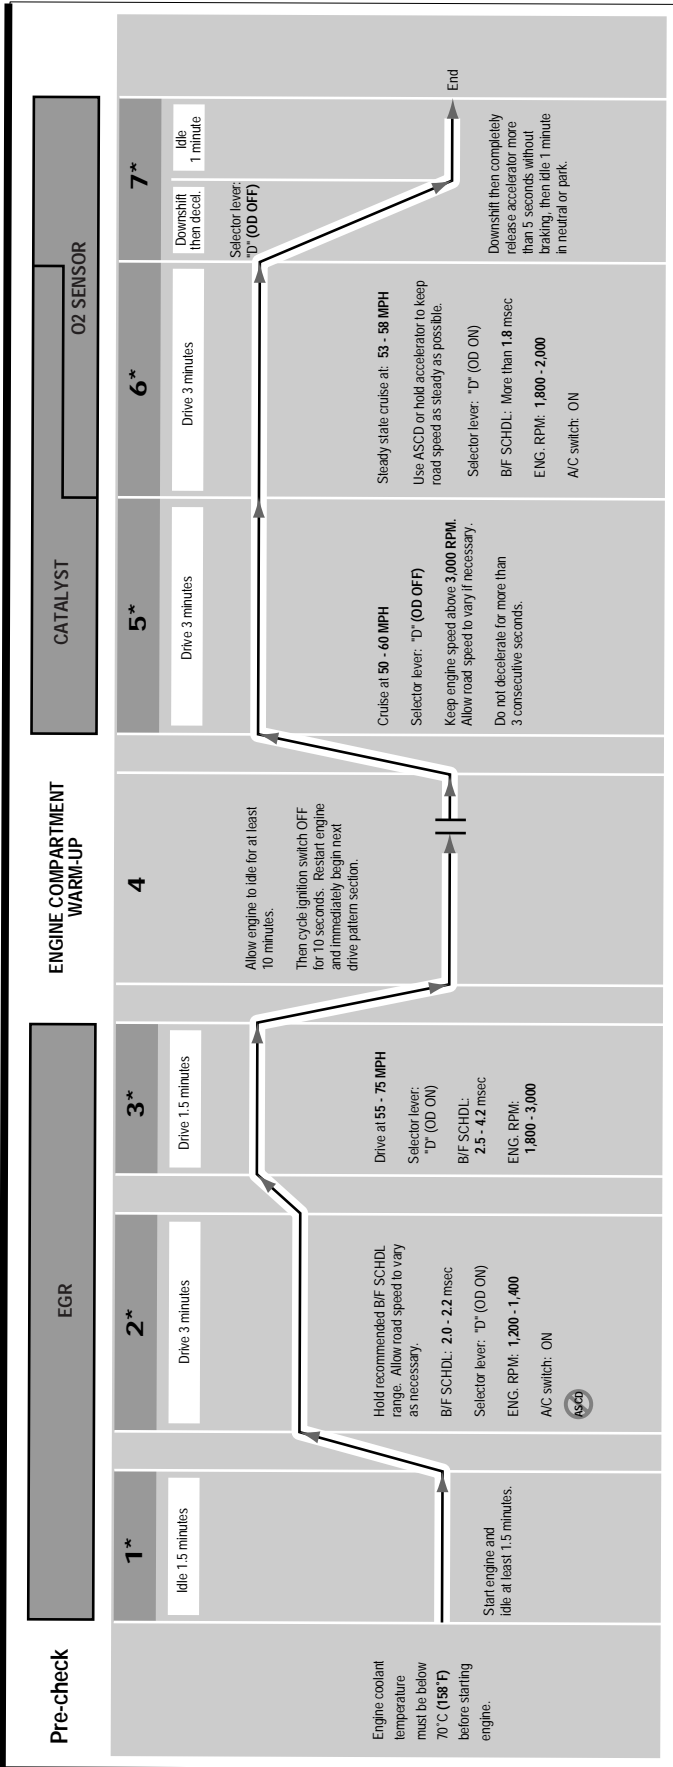 Pre-check
EGR
ENGINE COMPARTMENT
WARM-UP
CATALYST
O2 SENSOR
Engine coolant
temperature
must be below
70˚C (158˚F)
before starting
engine.
1*
Idle 1.5 minutes
Start engine and
idle at least 1.5 minutes.
2*
Drive 3 minutes
Hold recommended B/F SCHDL
range. Allow road speed to vary
as necessary.
B/F SCHDL: 2.0 - 2.2 msec
Selector lever: "D" (OD ON)
ENG. RPM: 1,200 - 1,400
A/C switch: ON
ASCD
3*
Drive 1.5 minutes
Drive at 55 - 75 MPH
Selector lever:
"D" (OD ON)
B/F SCHDL:
2.5 - 4.2 msec
ENG. RPM:
1,800 - 3,000
4
Allow engine to idle for at least
10 minutes.
Then cycle ignition switch OFF
for 10 seconds. Restart engine
and immediately begin next
drive pattern section.
5*
Drive 3 minutes
Cruise at 50 - 60 MPH
Selector lever: "D" (OD OFF)
Keep engine speed above 3,000 RPM.
Allow road speed to vary if necessary.
Do not decelerate for more than
3 consecutive seconds.
6*
Drive 3 minutes
Steady state cruise at: 53 - 58 MPH
Use ASCD or hold accelerator to keep
road speed as steady as possible.
Selector lever: "D" (OD ON)
B/F SCHDL: More than 1.8 msec
ENG. RPM: 1,800 - 2,000
A/C switch: ON
7*
Downshift
then decel.
Idle
1 minute
Selector lever:
"D" (OD OFF)
End
Downshift then completely
release accelerator more
than 5 seconds without
braking, then idle 1 minute
in neutral or park.